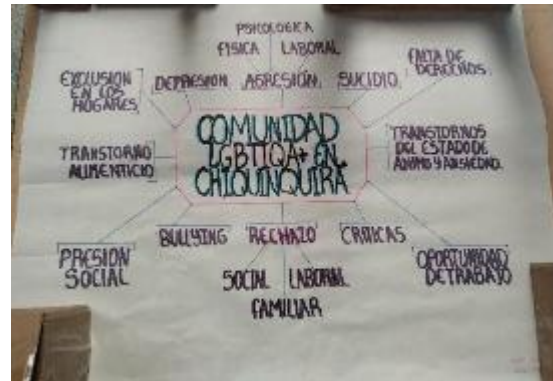 PSICOLOGICA
FISICA LABORAL
EXCLUSION
EN LOS
HOGARES
DEPRESION
AGRESION
SUICIDIO
FALTA DE
DERECHOS
COMUNIDAD
LGBTIQA+ EN
CHIQUINQUIRA
TRANSTORNO
ALIMENTICIO
TRANSTORNOS
DEL ESTADO DE
ANIMO Y ANSIEDAD
PRESION
SOCIAL
BULLYING
RECHAZO
CRITICAS
OPORTUNIDAD
DE TRABAJO
SOCIAL LABORAL
FAMILIAR